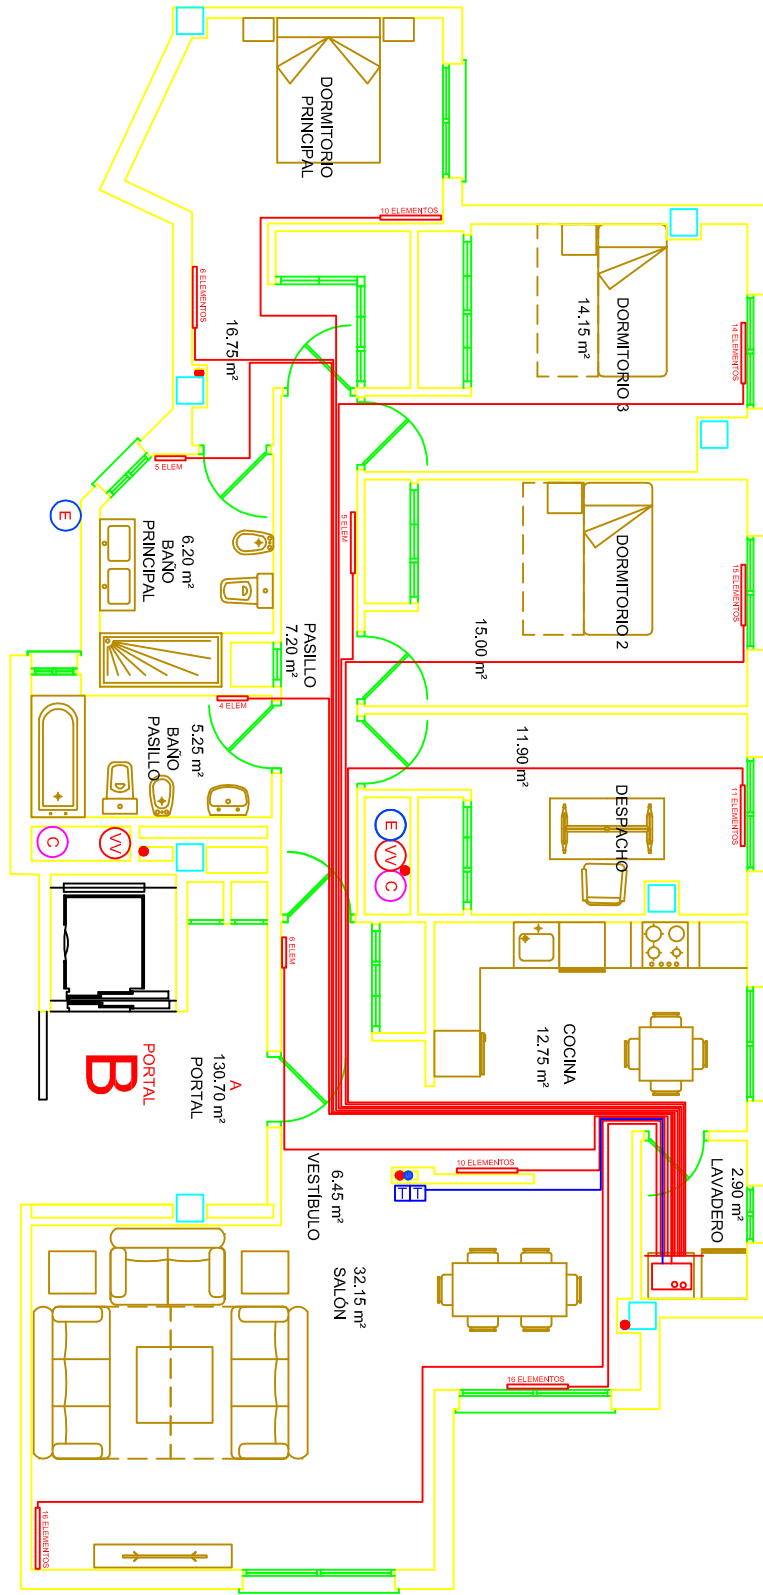 DORMITORIO
PRINCIPAL
10 ELEMENTOS
6 ELEMENTOS
16.75 m²
DORMITORIO 3
14.15 m²
14 ELEMENTOS
5 ELEM
E
6.20 m²
BAÑO
PRINCIPAL
5 ELEM
DORMITORIO 2
15.00 m²
15 ELEMENTOS
PASILLO
7.20 m²
4 ELEM
5.25 m²
BAÑO
PASILLO
11.90 m²
DESPACHO
11 ELEMENTOS
C
VV
E
VV
C
6 ELEM
COCINA
12.75 m²
A
130.70 m²
PORTAL
PORTAL
B
2.90 m²
LAVADERO
10 ELEMENTOS
T T
6.45 m²
VESTÍBULO
32.15 m²
SALÓN
16 ELEMENTOS
16 ELEMENTOS